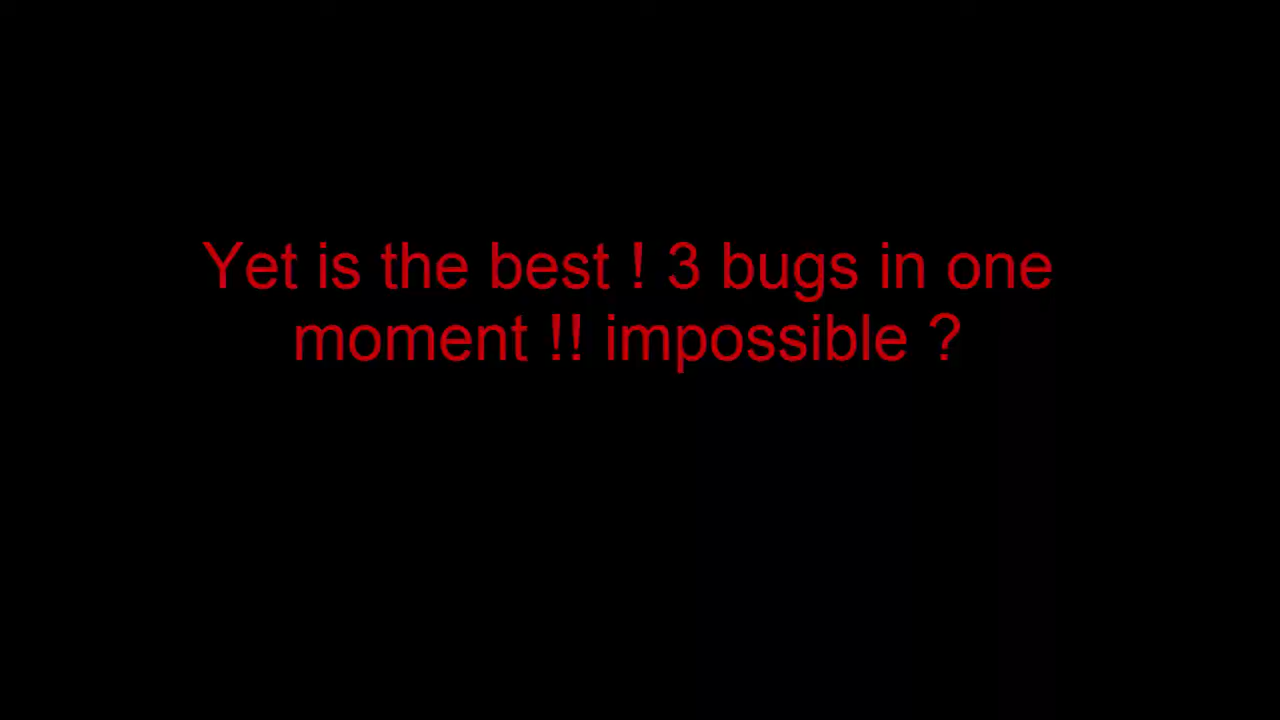 Yet is the best ! 3 bugs in one
moment !! impossible ?